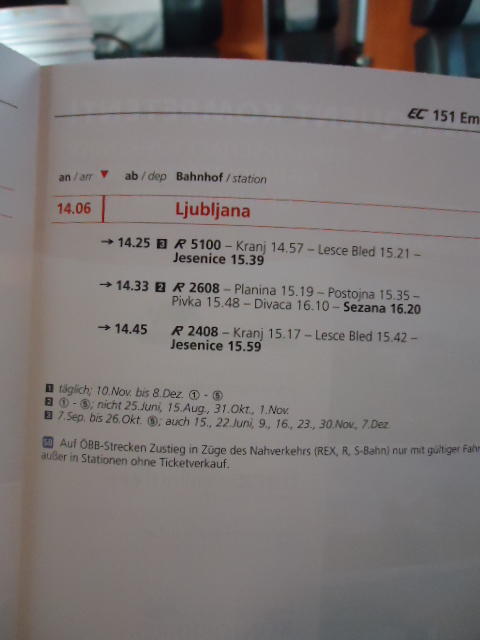 EC 151 Em
an / arr ▼ ab / dep Bahnhof / station
14.06 Ljubljana
→ 14.25 3 R 5100 – Kranj 14.57 – Lesce Bled 15.21 –
Jesenice 15.39
→ 14.33 2 R 2608 – Planina 15.19 – Postojna 15.35 –
Pivka 15.48 – Divaca 16.10 – Sezana 16.20
→ 14.45 R 2408 – Kranj 15.17 – Lesce Bled 15.42 –
Jesenice 15.59
1 täglich; 10.Nov. bis 8.Dez. ① - ⑤
2 ① - ⑤; nicht 25.Juni, 15.Aug., 31.Okt., 1.Nov.
3 7.Sep. bis 26.Okt. ⑤; auch 15., 22.Juni, 9., 16., 23., 30.Nov., 7.Dez.
Auf ÖBB-Strecken Zustieg in Züge des Nahverkehrs (REX, R, S-Bahn) nur mit gültiger Fahr
außer in Stationen ohne Ticketverkauf.